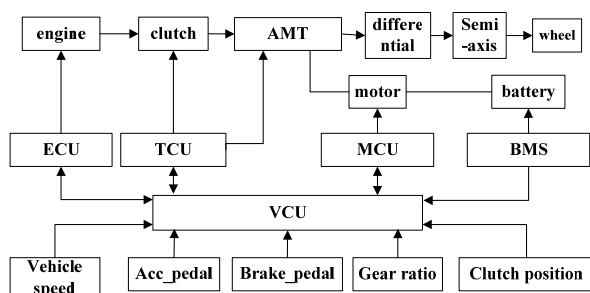 engine
clutch
AMT
differe
ntial
Semi
-axis
wheel
motor
battery
ECU
TCU
MCU
BMS
VCU
Vehicle
speed
Acc_pedal
Brake_pedal
Gear ratio
Clutch position